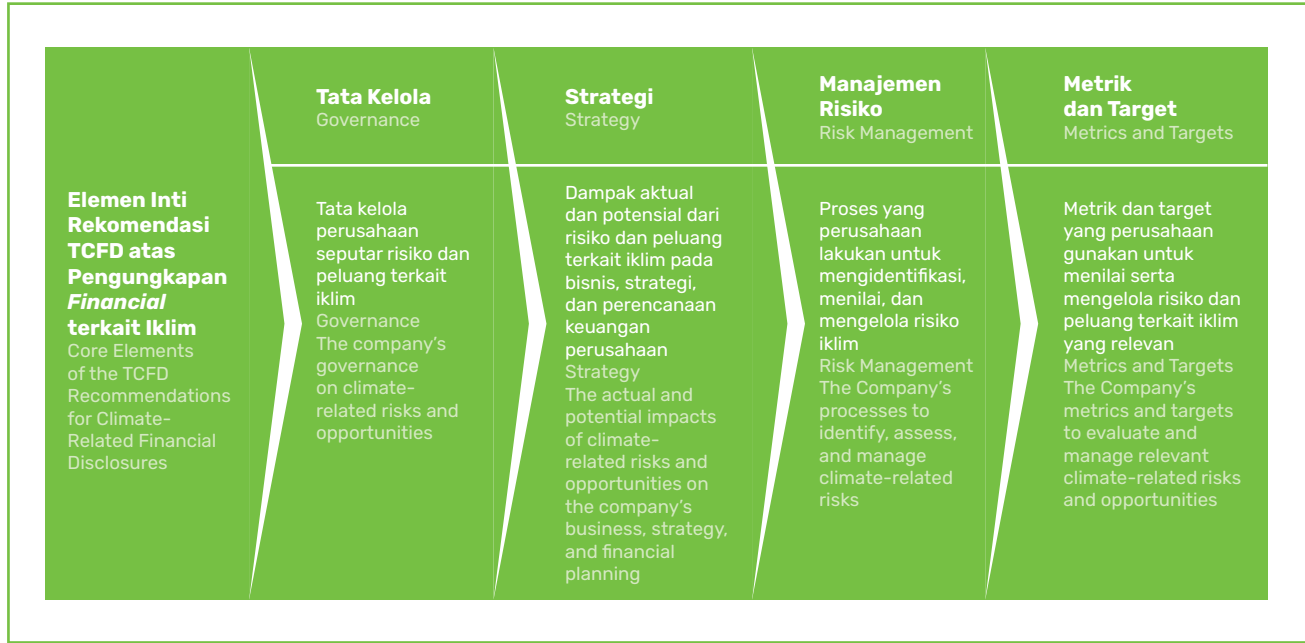 Elemen Inti
Rekomendasi
TCFD atas
Pengungkapan
Financial
terkait Iklim
Core Elements
of the TCFD
Recommendations
for Climate-
Related Financial
Disclosures
Tata Kelola
Governance
Tata kelola
perusahaan
seputar risiko dan
peluang terkait
iklim
Governance
The company’s
governance
on climate-
related risks and
opportunities
Strategi
Strategy
Dampak aktual
dan potensial dari
risiko dan peluang
terkait iklim pada
bisnis, strategi,
dan perencanaan
keuangan
perusahaan
Strategy
The actual and
potential impacts
of climate-
related risks and
opportunities on
the company’s
business, strategy,
and financial
planning
Manajemen
Risiko
Risk Management
Proses yang
perusahaan
lakukan untuk
mengidentifikasi,
menilai, dan
mengelola risiko
iklim
Risk Management
The Company’s
processes to
identify, assess,
and manage
climate-related
risks
Metrik
dan Target
Metrics and Targets
Metrik dan target
yang perusahaan
gunakan untuk
menilai serta
mengelola risiko dan
peluang terkait iklim
yang relevan
Metrics and Targets
The Company’s
metrics and targets
to evaluate and
manage relevant
climate-related risks
and opportunities